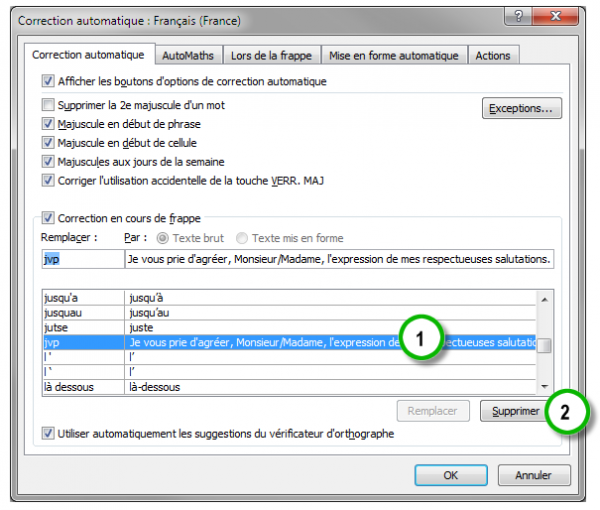 Correction automatique : Français (France)
Correction automatique AutoMaths Lors de la frappe Mise en forme automatique Actions
Afficher les boutons d'options de correction automatique
Supprimer la 2e majuscule d'un mot Exceptions...
Majuscule en début de phrase
Majuscule en début de cellule
Majuscules aux jours de la semaine
Corriger l'utilisation accidentelle de la touche VERR. MAJ
Correction en cours de frappe
Remplacer : Par : Texte brut Texte mis en forme
jvp Je vous prie d'agréer, Monsieur/Madame, l'expression de mes respectueuses salutations.
jusqu'a jusqu'à
jusquau jusqu'au
jutse juste
jvp Je vous prie d'agréer, Monsieur/Madame, l'expression de 1 ectueuses salutatio
l ' l'
l ` l'
là dessous là-dessous
Remplacer Supprimer 2
Utiliser automatiquement les suggestions du vérificateur d'orthographe
OK Annuler